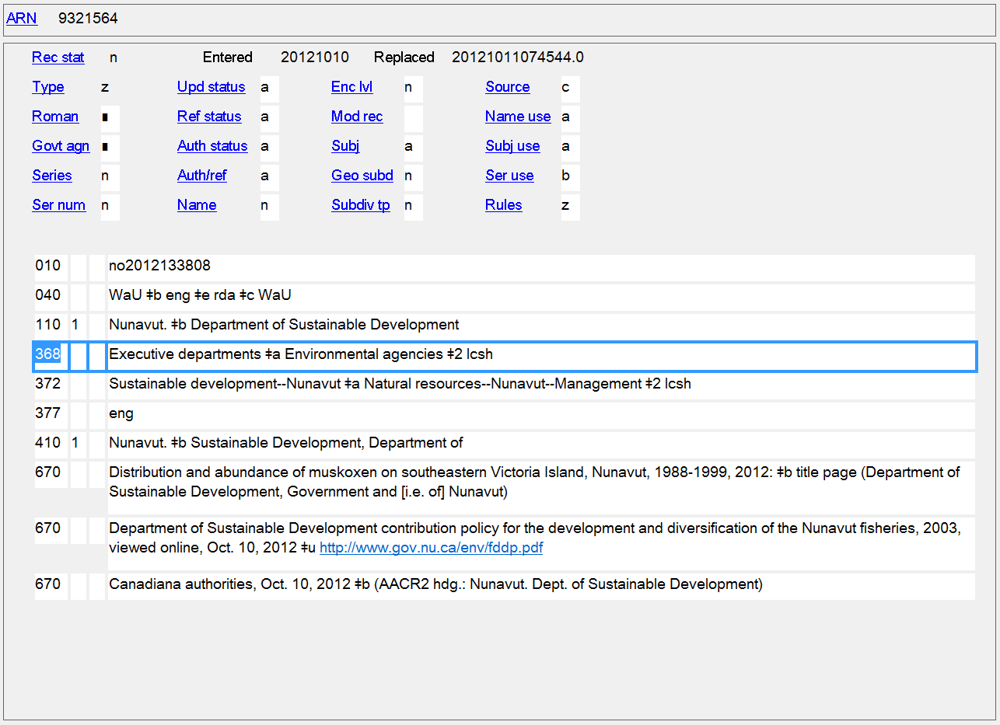 ARN 9321564
Rec stat n Entered 20121010 Replaced 20121011074544.0
Type z Upd status a Enc lvl n Source c
Roman ∎ Ref status a Mod rec Name use a
Govt agn ∎ Auth status a Subj a Subj use a
Series n Auth/ref a Geo subd n Ser use b
Ser num n Name n Subdiv tp n Rules z
010 no2012133808
040 WaU ǂb eng ǂe rda ǂc WaU
110 1 Nunavut. ǂb Department of Sustainable Development
368 Executive departments ǂa Environmental agencies ǂ2 lcsh
372 Sustainable development--Nunavut ǂa Natural resources--Nunavut--Management ǂ2 lcsh
377 eng
410 1 Nunavut. ǂb Sustainable Development, Department of
670 Distribution and abundance of muskoxen on southeastern Victoria Island, Nunavut, 1988-1999, 2012: ǂb title page (Department of
Sustainable Development, Government and [i.e. of] Nunavut)
670 Department of Sustainable Development contribution policy for the development and diversification of the Nunavut fisheries, 2003,
viewed online, Oct. 10, 2012 ǂu http://www.gov.nu.ca/env/fddp.pdf
670 Canadiana authorities, Oct. 10, 2012 ǂb (AACR2 hdg.: Nunavut. Dept. of Sustainable Development)